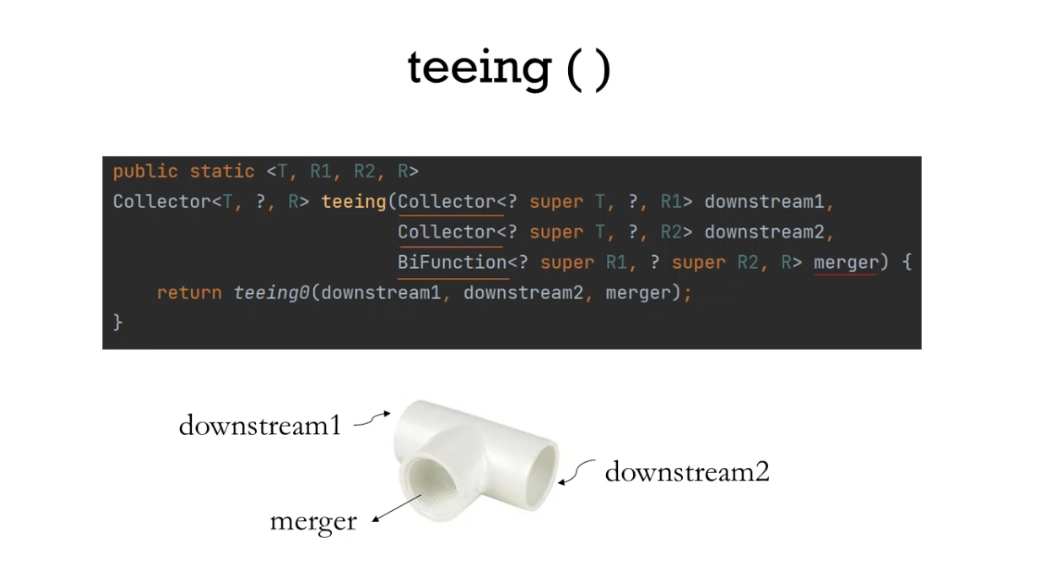 teeing ( )
public static <T, R1, R2, R>
Collector<T, ?, R> teeing(Collector<? super T, ?, R1> downstream1,
Collector<? super T, ?, R2> downstream2,
BiFunction<? super R1, ? super R2, R> merger) {
return teeing0(downstream1, downstream2, merger);
}
downstream1
downstream2
merger